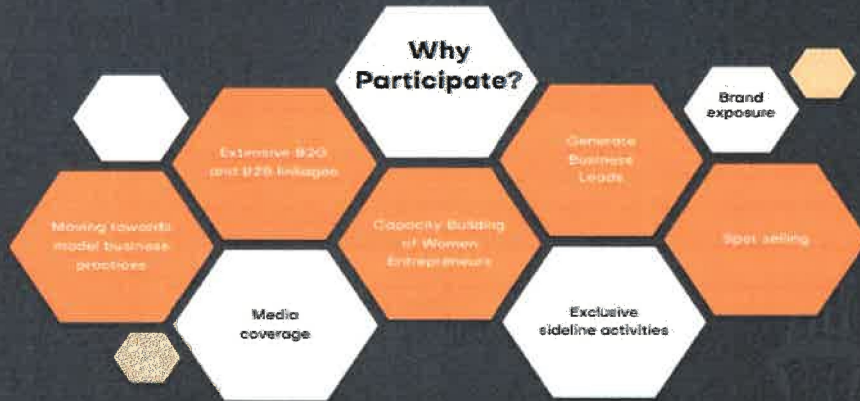 Why
Participate?
Brand
exposure
Extensive B2G
and B2B linkages
Generate
Business
Leads
Moving towards
model business
practices
Capacity Building
of Women
Entrepreneurs
Spot selling
Media
coverage
Exclusive
sideline activities